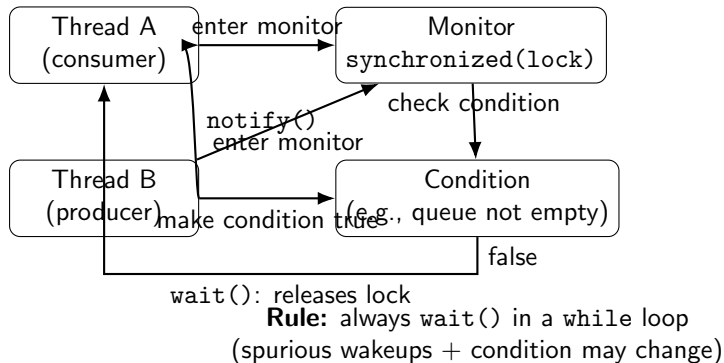 Thread A
(consumer)
enter monitor
Monitor
synchronized(lock)
check condition
notify()
enter monitor
Thread B
(producer)
make condition true
Condition
(e.g., queue not empty)
false
wait(): releases lock
Rule: always wait() in a while loop
(spurious wakeups + condition may change)